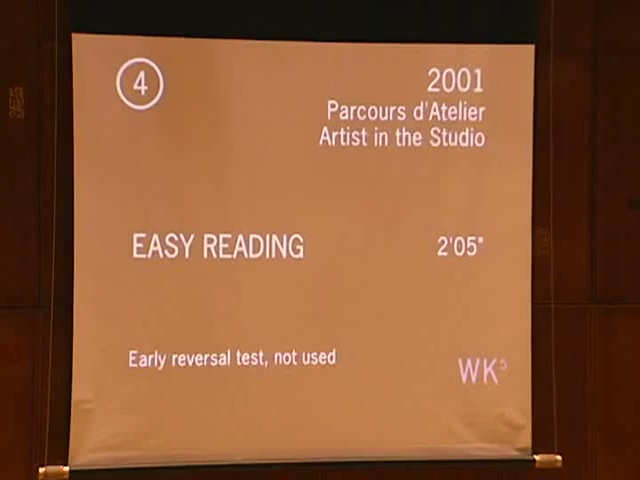 4
2001
Parcours d'Atelier
Artist in the Studio
EASY READING
2'05"
Early reversal test, not used
WK⁵